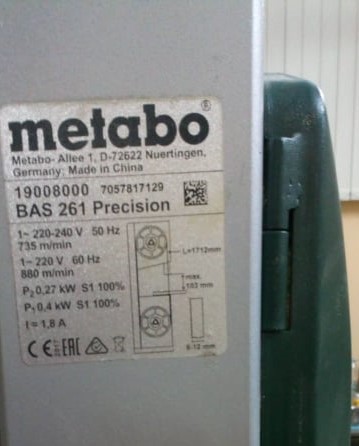 metabo®
Metabo- Allee 1, D-72622 Nuertingen,
Germany; Made in China
19008000 7057817129
BAS 261 Precision
1~ 220-240 V 50 Hz
735 m/min
1~ 220 V 60 Hz
880 m/min
P₂ 0,27 kW S1 100%
P₁ 0,4 kW S1 100%
I = 1,8 A
L=1712mm
max.
103 mm
6-12 mm
CE EAC